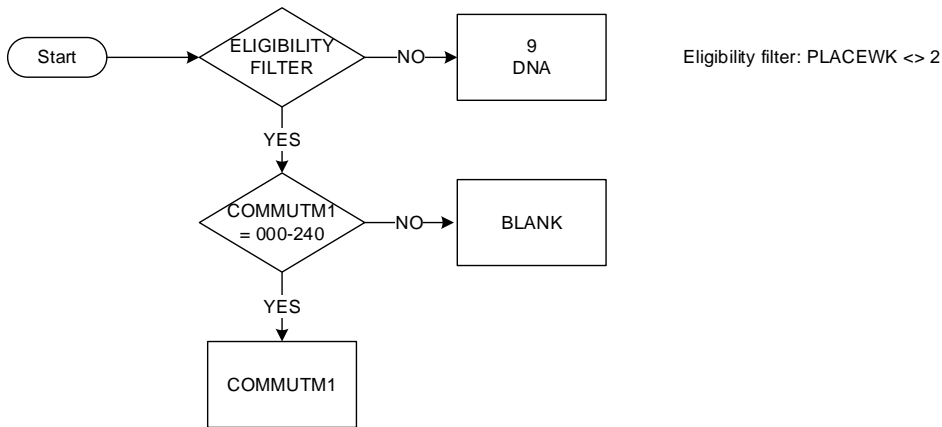 Start
ELIGIBILITY
FILTER
NO
9
DNA
Eligibility filter: PLACEWK <> 2
YES
COMMUTM1
= 000-240
NO
BLANK
YES
COMMUTM1